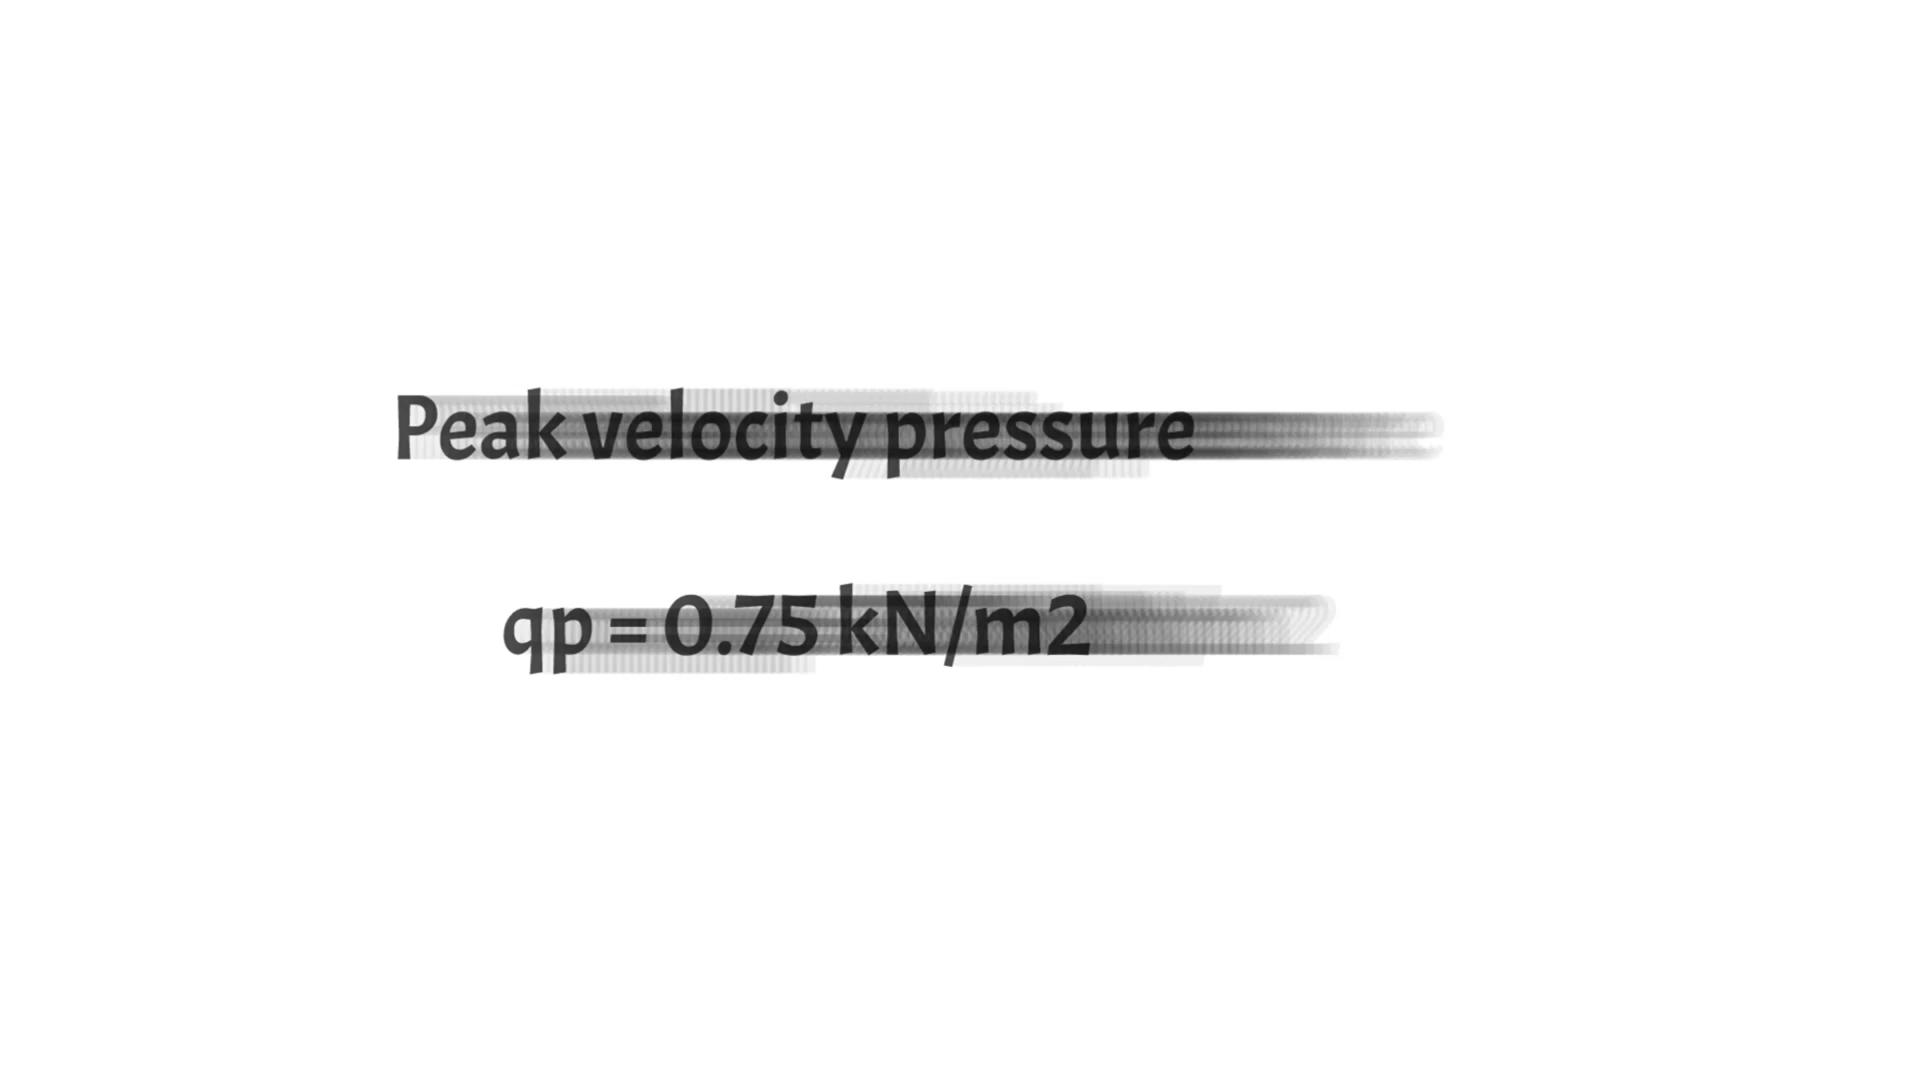 Peak velocity pressure
qp = 0.75 kN/m2